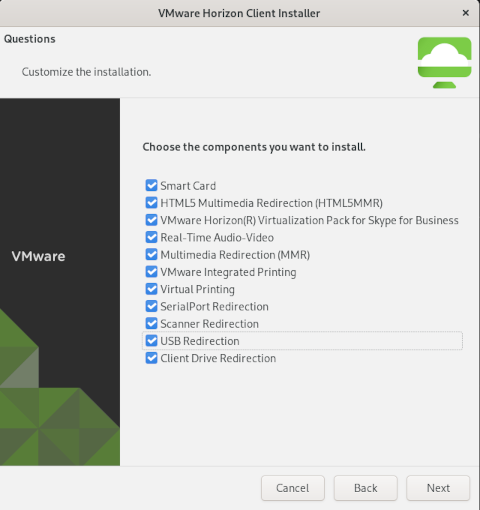 VMware Horizon Client Installer
×
Questions
Customize the installation.
Choose the components you want to install.
Smart Card
HTML5 Multimedia Redirection (HTML5MMR)
VMware Horizon(R) Virtualization Pack for Skype for Business
Real-Time Audio-Video
Multimedia Redirection (MMR)
VMware Integrated Printing
Virtual Printing
SerialPort Redirection
Scanner Redirection
USB Redirection
Client Drive Redirection
VMware
Cancel Back Next